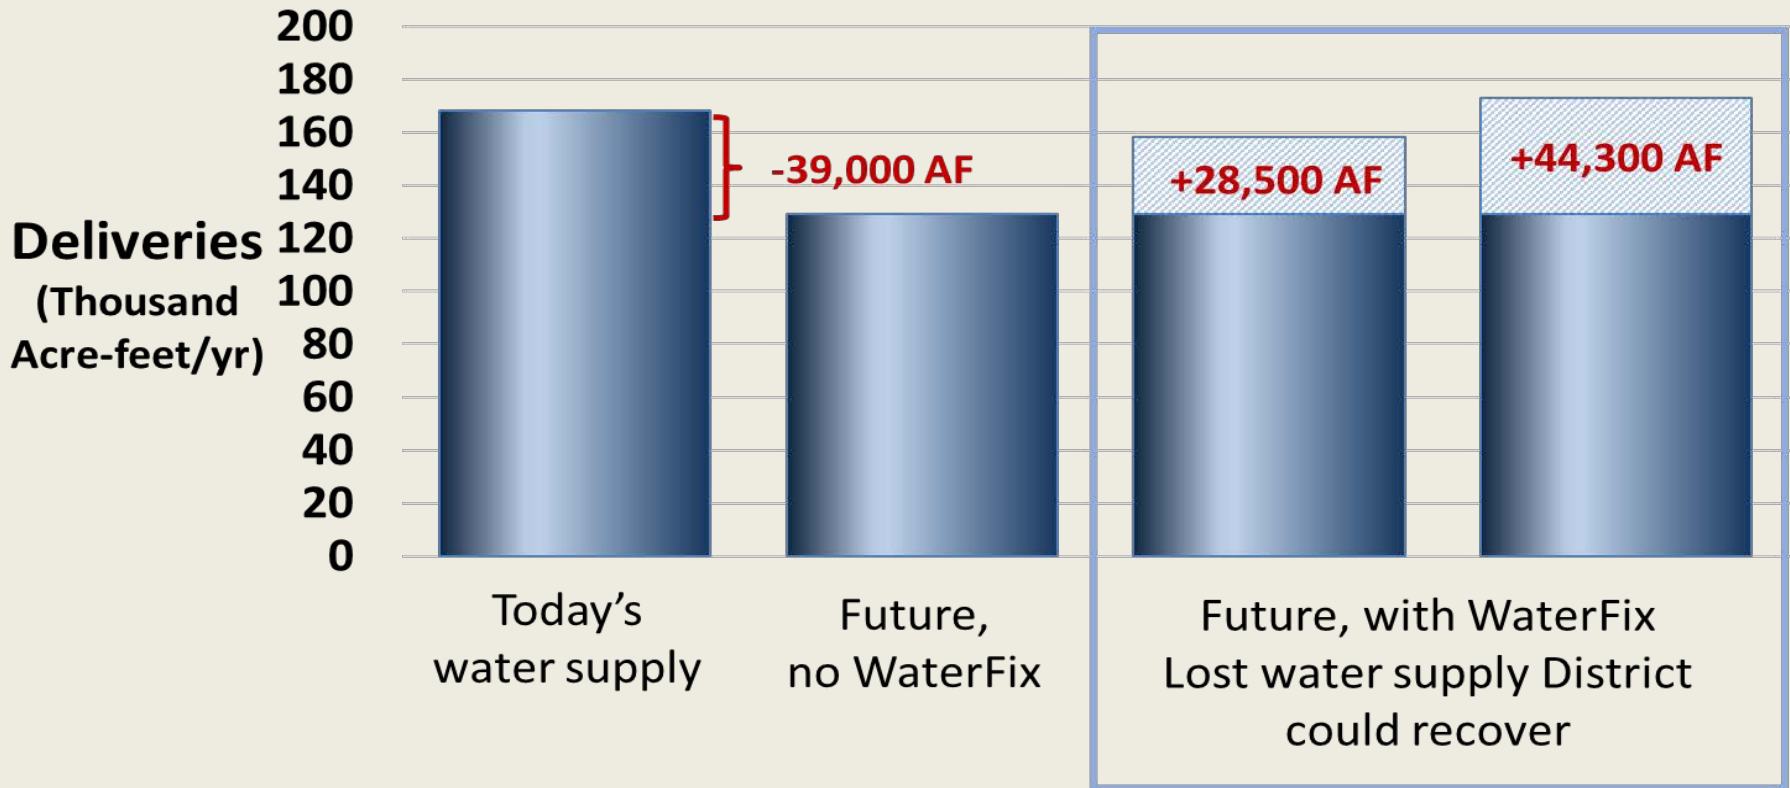 200
180
160
140
120
100
80
60
40
20
0
Deliveries
(Thousand
Acre-feet/yr)
-39,000 AF
+28,500 AF
+44,300 AF
Today’s
water supply
Future,
no WaterFix
Future, with WaterFix
Lost water supply District
could recover